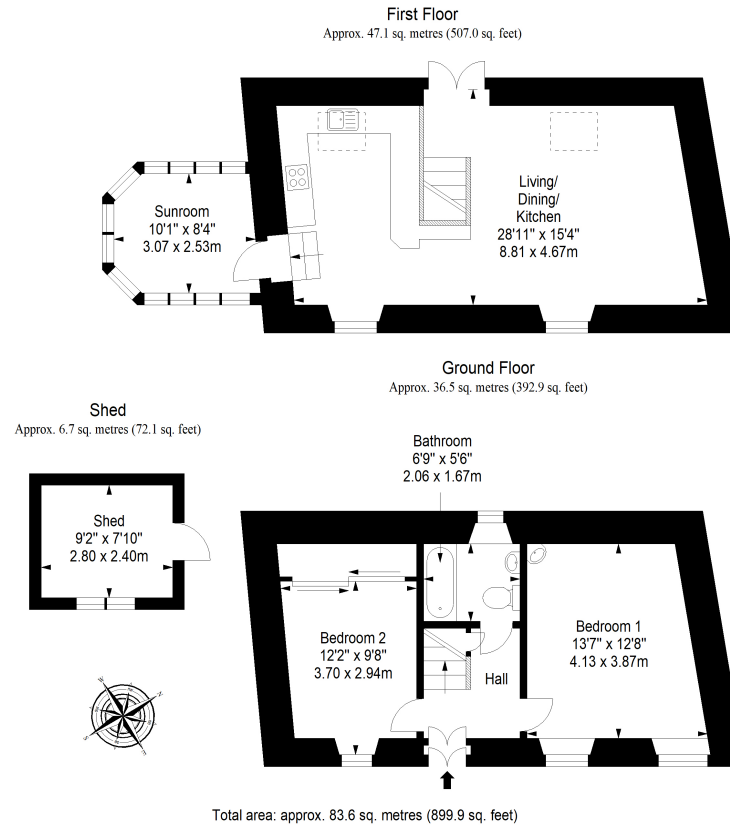 First Floor
Approx. 47.1 sq. metres (507.0 sq. feet)
Sunroom
10'1" x 8'4"
3.07 x 2.53m
Living/
Dining/
Kitchen
28'11" x 15'4"
8.81 x 4.67m
Ground Floor
Approx. 36.5 sq. metres (392.9 sq. feet)
Shed
Approx. 6.7 sq. metres (72.1 sq. feet)
Shed
9'2" x 7'10"
2.80 x 2.40m
Bathroom
6'9" x 5'6"
2.06 x 1.67m
Bedroom 2
12'2" x 9'8"
3.70 x 2.94m
Hall
Bedroom 1
13'7" x 12'8"
4.13 x 3.87m
W
N
S
E
Total area: approx. 83.6 sq. metres (899.9 sq. feet)